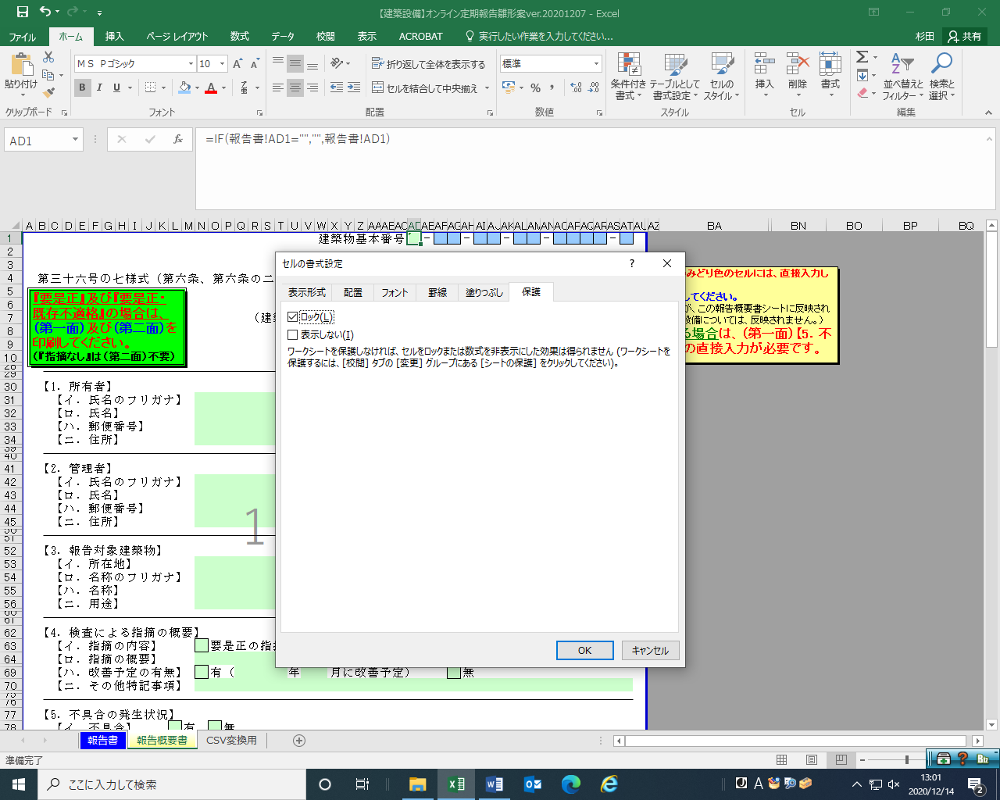 【建築設備】オンライン定期報告雛形案ver.20201207 - Excel
ファイル ホーム 挿入 ページ レイアウト 数式 データ 校閲 表示 ACROBAT 実行したい作業を入力してください... 杉田 共有
貼り付け
クリップボード
ＭＳ Ｐゴシック 10
B I U A
フォント
折り返して全体を表示する
セルを結合して中央揃え
配置
標準
% ,
数値
条件付き書式 テーブルとして書式設定 セルのスタイル
スタイル
挿入 削除 書式
セル
並べ替えとフィルター 検索と選択
編集
AD1 fx =IF(報告書!AD1="","",報告書!AD1)
A B C D E F G H I J K L M N O P Q R S T U V W X Y Z BA BN BO BP BQ
1 建築物基本番号 - - - - - -
2
3
4 第三十六号の七様式（第六条、第六条の二
5
6
7
8
9
10
『要是正』及び『要是正・
既存不適格』の場合は、
（第一面）及び（第二面）を
印刷してください。
（『指摘なし』は（第二面）不要）
（建
みどり色のセルには、直接入力し
てください。
が、この報告概要書シートに反映され
設備については、反映されません。）
る場合は、（第一面）【5．不
の直接入力が必要です。
29
30 【1．所有者】
31 【イ．氏名のフリガナ】
32 【ロ．氏名】
33 【ハ．郵便番号】
34 【ニ．住所】
39
40
41 【2．管理者】
42 【イ．氏名のフリガナ】
43 【ロ．氏名】
44 【ハ．郵便番号】
45 【ニ．住所】
1
51
52 【3．報告対象建築物】
53 【イ．所在地】
54 【ロ．名称のフリガナ】
55 【ハ．名称】
56 【ニ．用途】
61
62 【4．検査による指摘の概要】
63 【イ．指摘の内容】 要是正の指
64 【ロ．指摘の概要】
69 【ハ．改善予定の有無】 有（ 年 月に改善予定） 無
70 【ニ．その他特記事項】
76
77 【5．不具合の発生状況】
78 【イ．不具合】 有 無
セルの書式設定 ?
表示形式 配置 フォント 罫線 塗りつぶし 保護
ロック(L)
表示しない(I)
ワークシートを保護しなければ、セルをロックまたは数式を非表示にした効果は得られません (ワークシートを
保護するには、[校閲] タブの [変更] グループにある [シートの保護] をクリックしてください)。
OK キャンセル
報告書 報告概要書 CSV変換用
準備完了
ここに入力して検索
A
13:01
2020/12/14
2